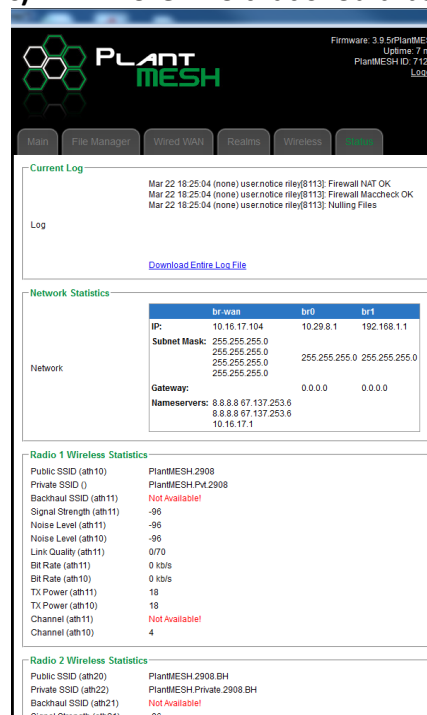 PLANT
MESH
Firmware: 3.9.5rPlantME
Uptime: 7 
PlantMESH ID: 712
Main File Manager Wired WAN Realms Wireless Status
Current Log
Log
Mar 22 18:25:04 (none) user.notice riley[8113]: Firewall NAT OK
Mar 22 18:25:04 (none) user.notice riley[8113]: Firewall Maccheck OK
Mar 22 18:25:04 (none) user.notice riley[8113]: Nulling Files
Download Entire Log File
Network Statistics
Network
br-wan br0 br1
IP: 10.16.17.104 10.29.8.1 192.168.1.1
Subnet Mask: 255.255.255.0
255.255.255.0
255.255.255.0
255.255.255.0
255.255.255.0 255.255.255.0
Gateway: 0.0.0.0 0.0.0.0
Nameservers: 8.8.8.8 67.137.253.6
8.8.8.8 67.137.253.6
10.16.17.1
Radio 1 Wireless Statistics
Public SSID (ath10) PlantMESH.2908
Private SSID () PlantMESH.Pvt.2908
Backhaul SSID (ath11) Not Available!
Signal Strength (ath11) -96
Noise Level (ath11) -96
Noise Level (ath10) -96
Link Quality (ath11) 0/70
Bit Rate (ath11) 0 kb/s
Bit Rate (ath10) 0 kb/s
TX Power (ath11) 18
TX Power (ath10) 18
Channel (ath11) Not Available!
Channel (ath10) 4
Radio 2 Wireless Statistics
Public SSID (ath20) PlantMESH.2908.BH
Private SSID (ath22) PlantMESH.Private.2908.BH
Backhaul SSID (ath21) Not Available!